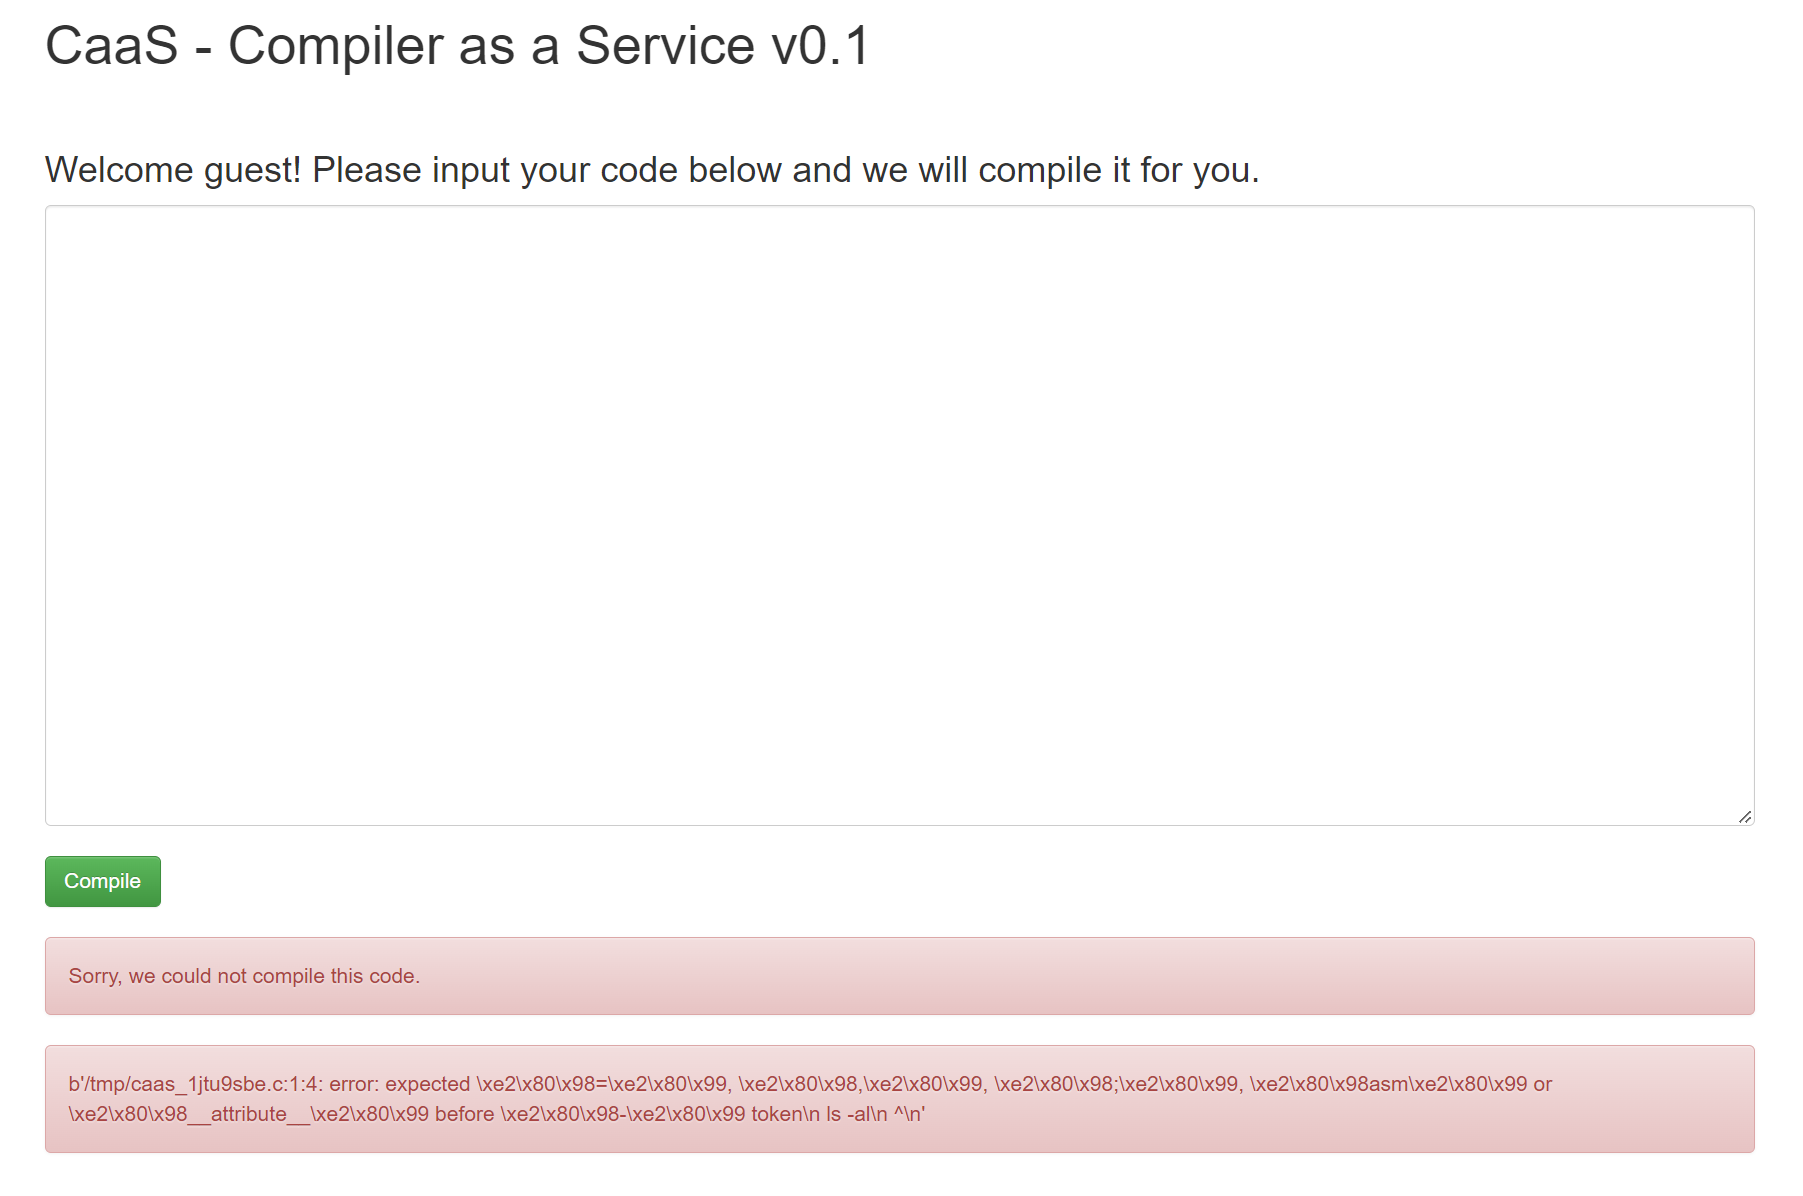 CaaS - Compiler as a Service v0.1
Welcome guest! Please input your code below and we will compile it for you.
Compile
Sorry, we could not compile this code.
b'/tmp/caas_1jtu9sbe.c:1:4: error: expected \xe2\x80\x98=\xe2\x80\x99, \xe2\x80\x98,\xe2\x80\x99, \xe2\x80\x98;\xe2\x80\x99, \xe2\x80\x98asm\xe2\x80\x99 or
\xe2\x80\x98__attribute__\xe2\x80\x99 before \xe2\x80\x98-\xe2\x80\x99 token\n ls -al\n ^\n'